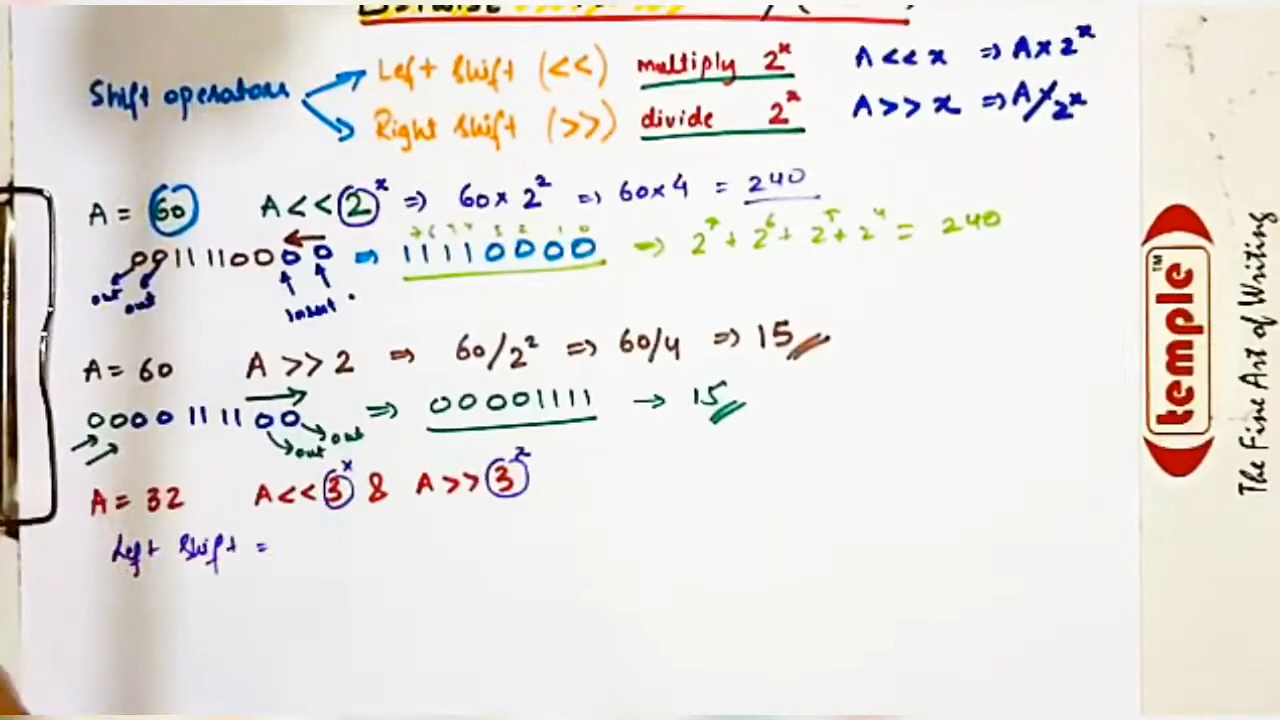 Shift operators
Left Shift (<<) multiply 2^x A<<x ⇒ A×2^x
Right Shift (>>) divide 2^x A>>x ⇒ A/2^x
A = 60 A<<2^x ⇒ 60×2^2 ⇒ 60×4 = 240
0011110000 ⇒ 11110000 ⇒ 2^7+2^6+2^5+2^4 = 240
out out Insert
A = 60 A >> 2 ⇒ 60/2^2 ⇒ 60/4 ⇒ 15
0000111100 ⇒ 00001111 → 15
out out
A = 32 A<<3^x & A>>3^x
Left Shift =
temple™
The Fine Art of Writing